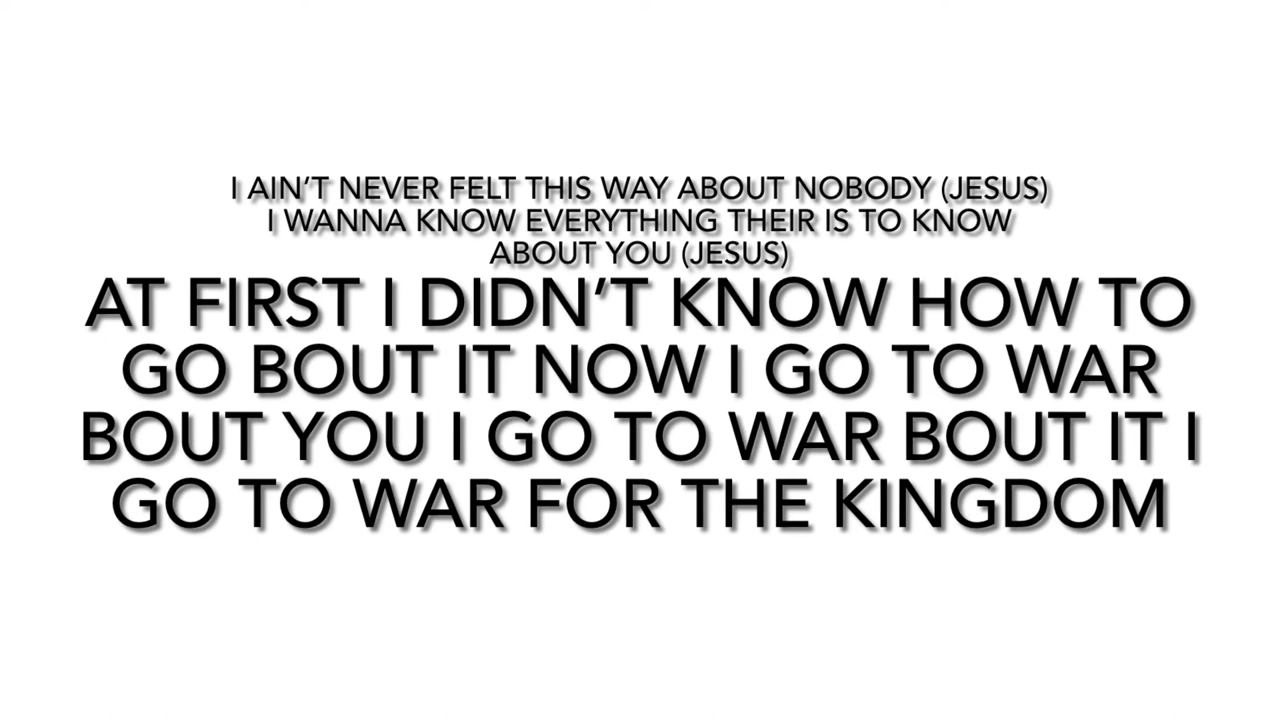 I AIN’T NEVER FELT THIS WAY ABOUT NOBODY (JESUS)
I WANNA KNOW EVERYTHING THEIR IS TO KNOW
ABOUT YOU (JESUS)
AT FIRST I DIDN’T KNOW HOW TO
GO BOUT IT NOW I GO TO WAR
BOUT YOU I GO TO WAR BOUT IT I
GO TO WAR FOR THE KINGDOM